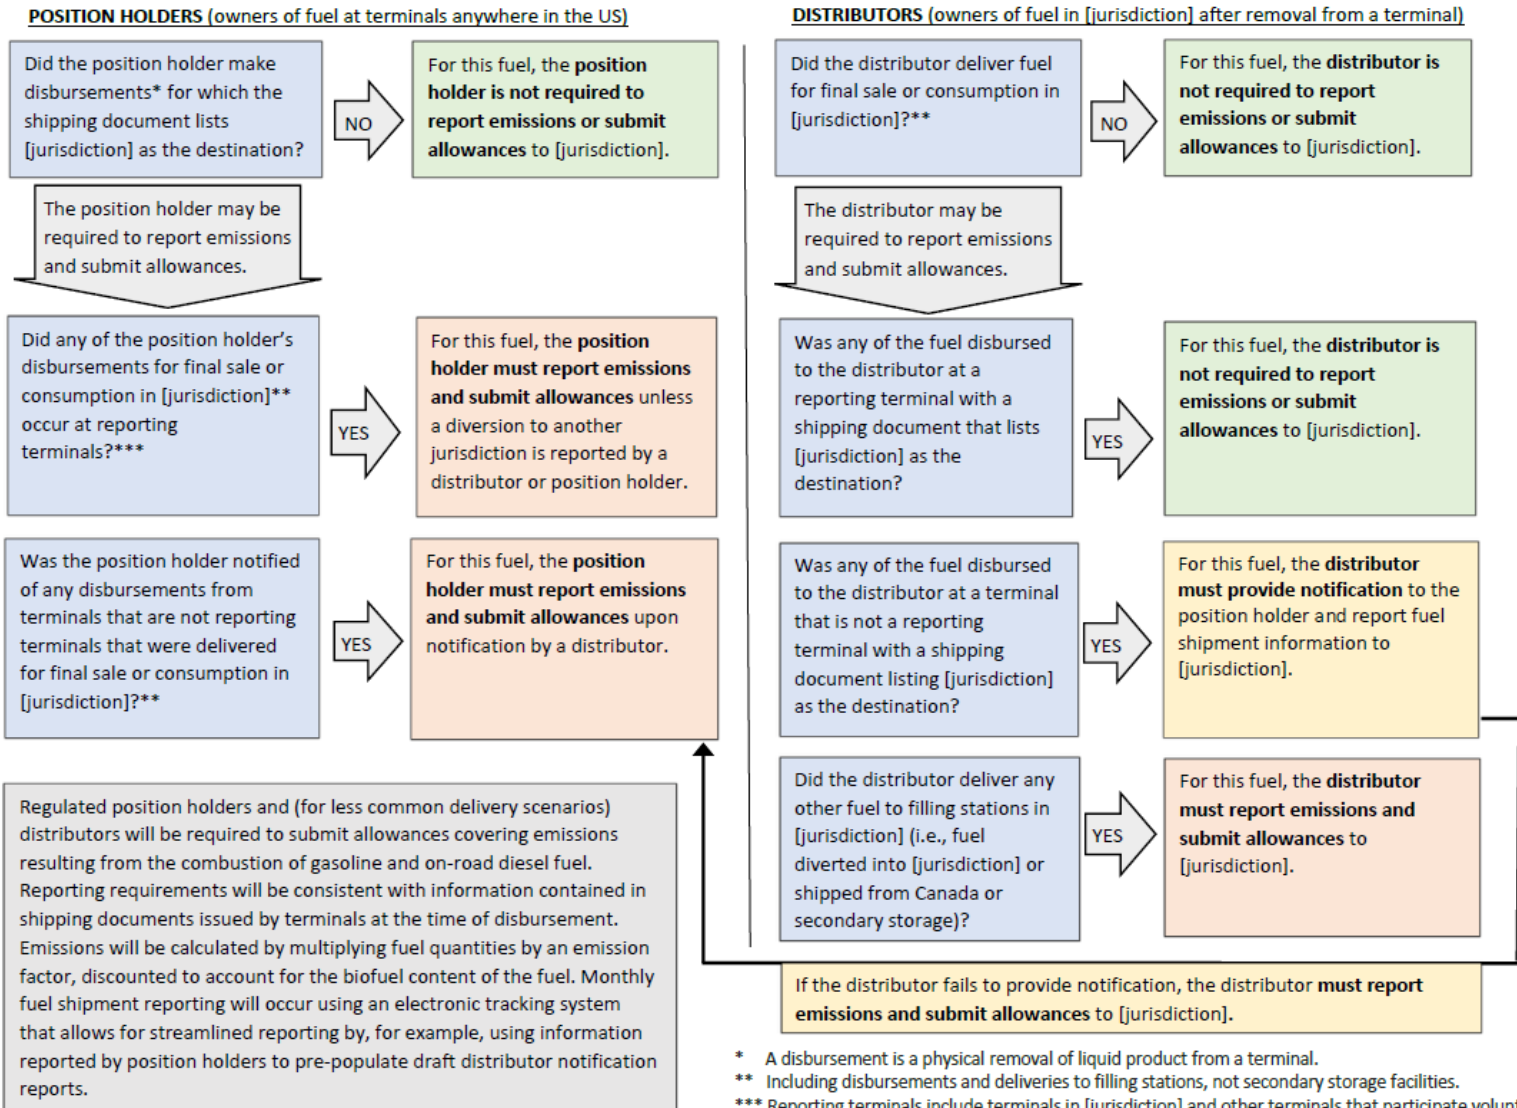 POSITION HOLDERS (owners of fuel at terminals anywhere in the US)
Did the position holder make
disbursements* for which the
shipping document lists
[jurisdiction] as the destination?
NO
For this fuel, the position
holder is not required to
report emissions or submit
allowances to [jurisdiction].
The position holder may be
required to report emissions
and submit allowances.
Did any of the position holder's
disbursements for final sale or
consumption in [jurisdiction]**
occur at reporting
terminals?***
YES
For this fuel, the position
holder must report emissions
and submit allowances unless
a diversion to another
jurisdiction is reported by a
distributor or position holder.
Was the position holder notified
of any disbursements from
terminals that are not reporting
terminals that were delivered
for final sale or consumption in
[jurisdiction]?**
YES
For this fuel, the position
holder must report emissions
and submit allowances upon
notification by a distributor.
Regulated position holders and (for less common delivery scenarios)
distributors will be required to submit allowances covering emissions
resulting from the combustion of gasoline and on-road diesel fuel.
Reporting requirements will be consistent with information contained in
shipping documents issued by terminals at the time of disbursement.
Emissions will be calculated by multiplying fuel quantities by an emission
factor, discounted to account for the biofuel content of the fuel. Monthly
fuel shipment reporting will occur using an electronic tracking system
that allows for streamlined reporting by, for example, using information
reported by position holders to pre-populate draft distributor notification
reports.
DISTRIBUTORS (owners of fuel in [jurisdiction] after removal from a terminal)
Did the distributor deliver fuel
for final sale or consumption in
[jurisdiction]?**
NO
For this fuel, the distributor is
not required to report
emissions or submit
allowances to [jurisdiction].
The distributor may be
required to report emissions
and submit allowances.
Was any of the fuel disbursed
to the distributor at a
reporting terminal with a
shipping document that lists
[jurisdiction] as the
destination?
YES
For this fuel, the distributor is
not required to report
emissions or submit
allowances to [jurisdiction].
Was any of the fuel disbursed
to the distributor at a terminal
that is not a reporting
terminal with a shipping
document listing [jurisdiction]
as the destination?
YES
For this fuel, the distributor
must provide notification to the
position holder and report fuel
shipment information to
[jurisdiction].
Did the distributor deliver any
other fuel to filling stations in
[jurisdiction] (i.e., fuel
diverted into [jurisdiction] or
shipped from Canada or
secondary storage)?
YES
For this fuel, the distributor
must report emissions and
submit allowances to
[jurisdiction].
If the distributor fails to provide notification, the distributor must report
emissions and submit allowances to [jurisdiction].
* A disbursement is a physical removal of liquid product from a terminal.
** Including disbursements and deliveries to filling stations, not secondary storage facilities.
*** Reporting terminals include terminals in [jurisdiction] and other terminals that participate